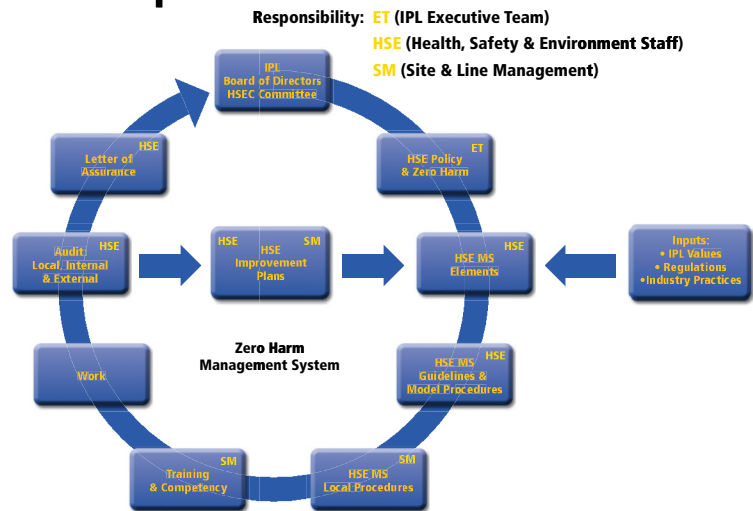 Responsibility: ET (IPL Executive Team)
HSE (Health, Safety & Environment Staff)
SM (Site & Line Management)
IPL
Board of Directors
HSEC Committee
HSE
Letter of
Assurance
ET
HSE Policy
& Zero Harm
HSE
Audit:
Local, Internal
& External
HSE SM
HSE
Improvement
Plans
HSE
HSE MS
Elements
Inputs:
• IPL Values
• Regulations
•Industry Practices
Zero Harm
Management System
Work
HSE
HSE MS
Guidelines &
Model Procedures
SM
Training
& Competency
SM
HSE MS
Local Procedures